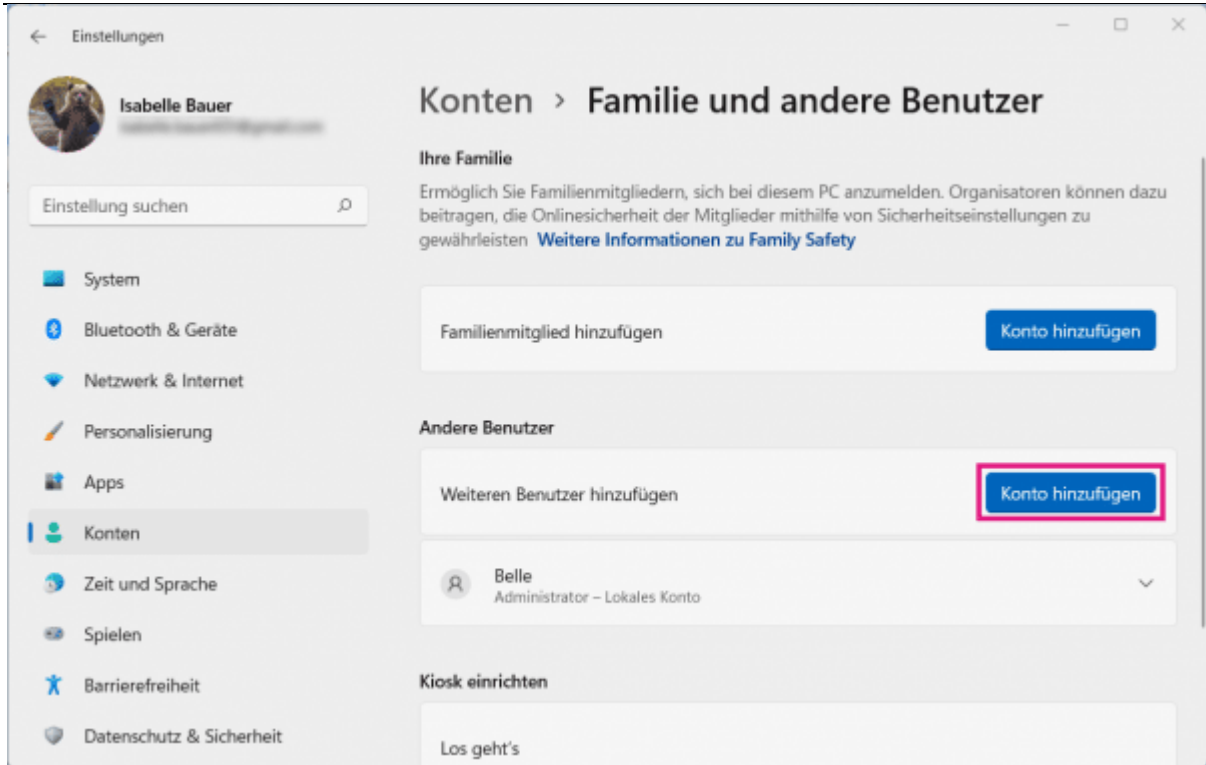 Einstellungen
Isabelle Bauer
Einstellung suchen
System
Bluetooth & Geräte
Netzwerk & Internet
Personalisierung
Apps
Konten
Zeit und Sprache
Spielen
Barrierefreiheit
Datenschutz & Sicherheit
Konten > Familie und andere Benutzer
Ihre Familie
Ermöglich Sie Familienmitgliedern, sich bei diesem PC anzumelden. Organisatoren können dazu
beitragen, die Onlinesicherheit der Mitglieder mithilfe von Sicherheitseinstellungen zu
gewährleisten Weitere Informationen zu Family Safety
Familienmitglied hinzufügen
Konto hinzufügen
Andere Benutzer
Weiteren Benutzer hinzufügen
Konto hinzufügen
Belle
Administrator – Lokales Konto
Kiosk einrichten
Los geht's